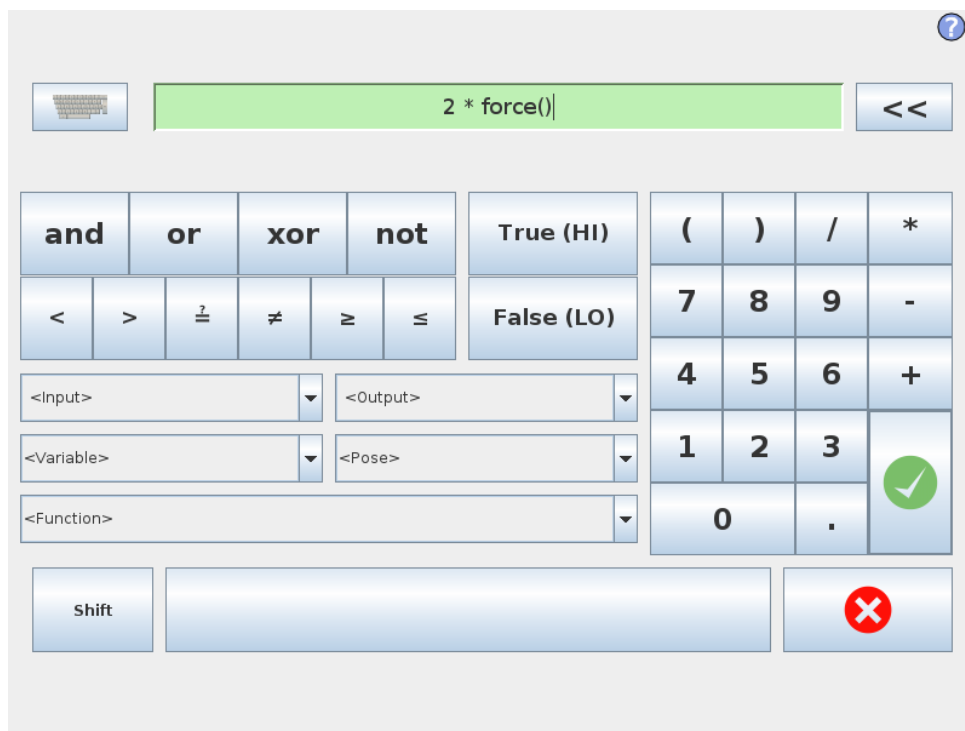 ?
2 * force()
<<
and or xor not True (HI) ( ) / *
< > ≟ ≠ ≥ ≤ False (LO) 7 8 9 -
<Input> <Output> 4 5 6 +
<Variable> <Pose> 1 2 3
<Function> 0 .
Shift